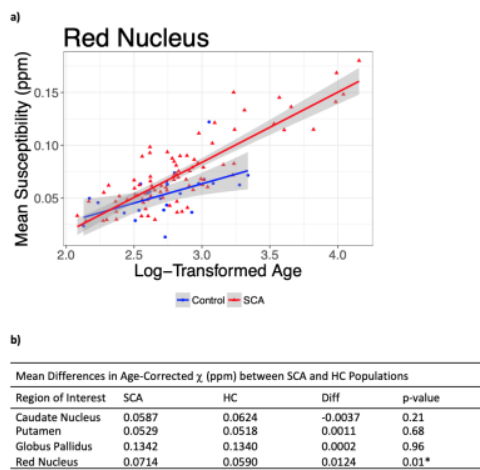 a)
Red Nucleus
Mean Susceptibility (ppm)
0.15
0.10
0.05
2.0 2.5 3.0 3.5 4.0
Log-Transformed Age
Control SCA
b)
Mean Differences in Age-Corrected χ (ppm) between SCA and HC Populations
Region of Interest SCA HC Diff p-value
Caudate Nucleus 0.0587 0.0624 -0.0037 0.21
Putamen 0.0529 0.0518 0.0011 0.68
Globus Pallidus 0.1342 0.1340 0.0002 0.96
Red Nucleus 0.0714 0.0590 0.0124 0.01*